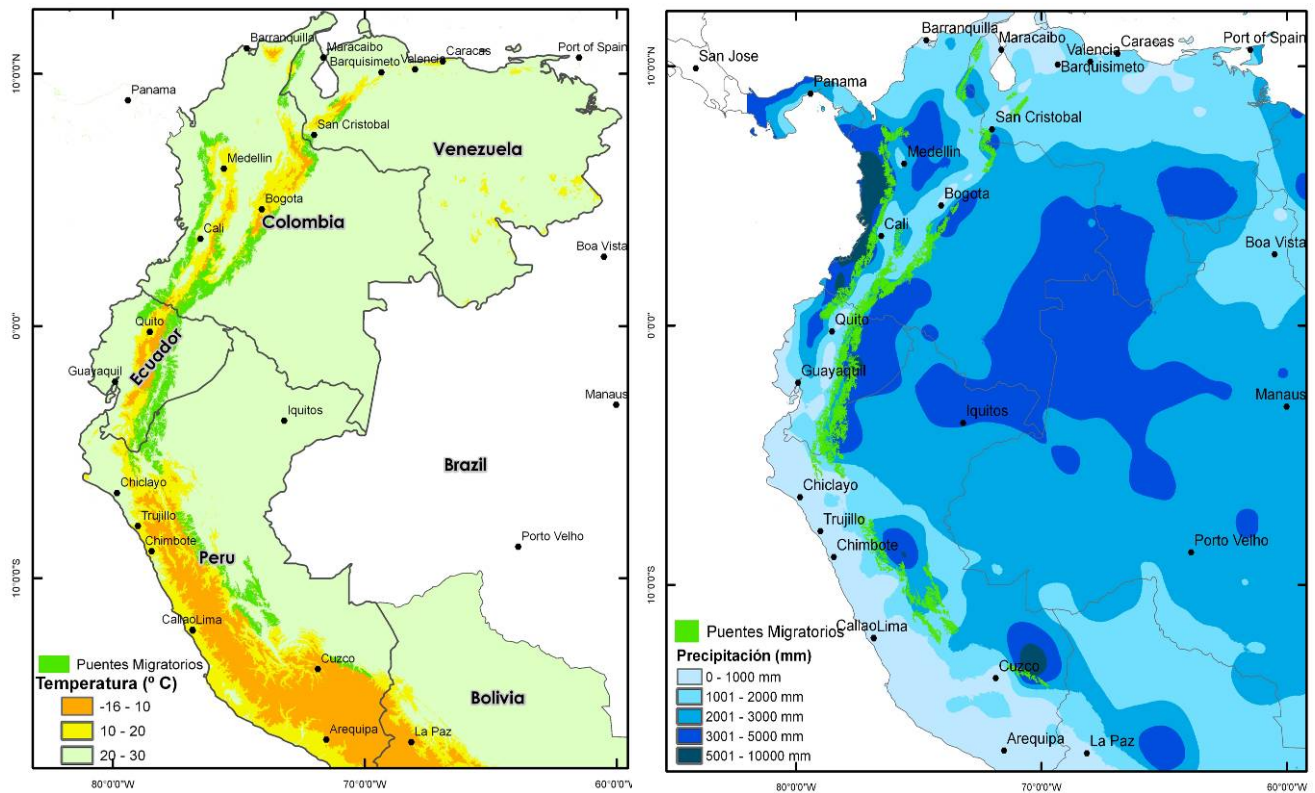 Barranquilla
Maracaibo
Caracas
Port of Spain
Barquisimeto
Valencia
10°0'0"N
Panama
San Cristobal
Venezuela
Medellin
Bogota
Colombia
Cali
Boa Vista
0°0'0"
Quito
Ecuador
Guayaquil
Manaus
Iquitos
Brazil
Chiclayo
Trujillo
Chimbote
Peru
Porto Velho
10°0'0"S
CallaoLima
Puentes Migratorios
Temperatura (º C)
-16 - 10
10 - 20
20 - 30
Cuzco
Bolivia
Arequipa
La Paz
80°0'0"W
70°0'0"W
60°0'0"W
Barranquilla
Maracaibo
Caracas
Port of Spain
Valencia
Barquisimeto
San Jose
10°0'0"N
Panama
San Cristobal
Medellin
Bogota
Cali
Boa Vista
0°0'0"
Quito
Guayaquil
Manaus
Iquitos
Chiclayo
Trujillo
Chimbote
Porto Velho
10°0'0"S
CallaoLima
Puentes Migratorios
Precipitación (mm)
0 - 1000 mm
1001 - 2000 mm
2001 - 3000 mm
3001 - 5000 mm
5001 - 10000 mm
Cuzco
Arequipa
La Paz
80°0'0"W
70°0'0"W
60°0'0"W